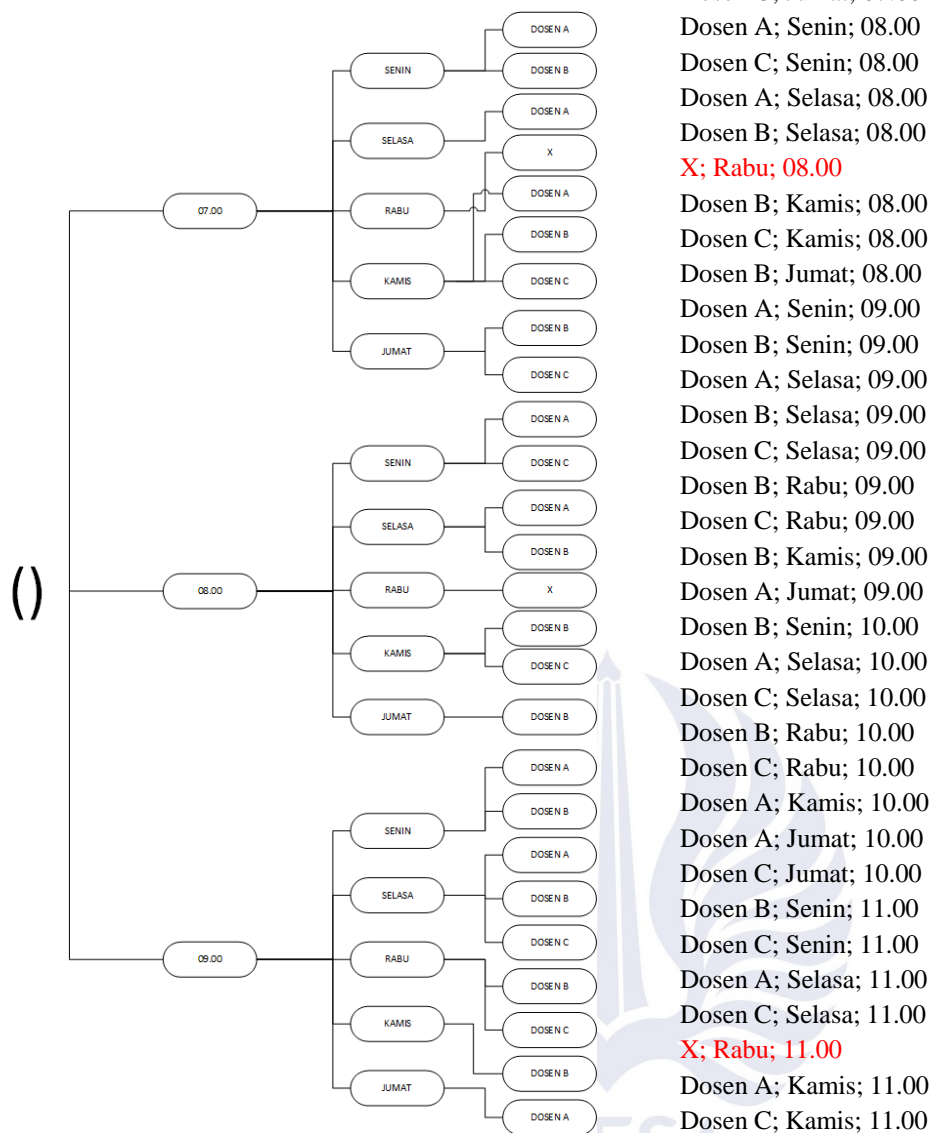 ()
07.00
SENIN
DOSEN A
DOSEN B
SELASA
DOSEN A
RABU
X
KAMIS
DOSEN A
DOSEN B
DOSEN C
JUMAT
DOSEN B
DOSEN C
08.00
SENIN
DOSEN A
DOSEN C
SELASA
DOSEN A
DOSEN B
RABU
X
KAMIS
DOSEN B
DOSEN C
JUMAT
DOSEN B
09.00
SENIN
DOSEN A
DOSEN B
SELASA
DOSEN A
DOSEN B
DOSEN C
RABU
DOSEN B
DOSEN C
KAMIS
DOSEN B
JUMAT
DOSEN A
Dosen A; Senin; 08.00
Dosen C; Senin; 08.00
Dosen A; Selasa; 08.00
Dosen B; Selasa; 08.00
X; Rabu; 08.00
Dosen B; Kamis; 08.00
Dosen C; Kamis; 08.00
Dosen B; Jumat; 08.00
Dosen A; Senin; 09.00
Dosen B; Senin; 09.00
Dosen A; Selasa; 09.00
Dosen B; Selasa; 09.00
Dosen C; Selasa; 09.00
Dosen B; Rabu; 09.00
Dosen C; Rabu; 09.00
Dosen B; Kamis; 09.00
Dosen A; Jumat; 09.00
Dosen B; Senin; 10.00
Dosen A; Selasa; 10.00
Dosen C; Selasa; 10.00
Dosen B; Rabu; 10.00
Dosen C; Rabu; 10.00
Dosen A; Kamis; 10.00
Dosen A; Jumat; 10.00
Dosen C; Jumat; 10.00
Dosen B; Senin; 11.00
Dosen C; Senin; 11.00
Dosen A; Selasa; 11.00
Dosen C; Selasa; 11.00
X; Rabu; 11.00
Dosen A; Kamis; 11.00
Dosen C; Kamis; 11.00